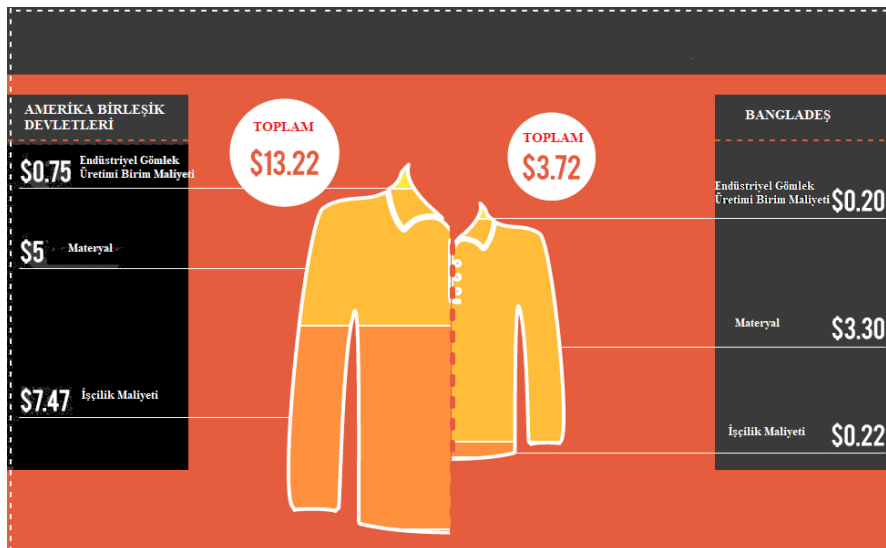 AMERİKA BİRLEŞİK
DEVLETLERİ
$0.75 Endüstriyel Gömlek
Üretimi Birim Maliyeti
$5 Materyal
$7.47 İşçilik Maliyeti
TOPLAM
$13.22
TOPLAM
$3.72
BANGLADEŞ
Endüstriyel Gömlek
Üretimi Birim Maliyeti $0.20
Materyal $3.30
İşçilik Maliyeti $0.22